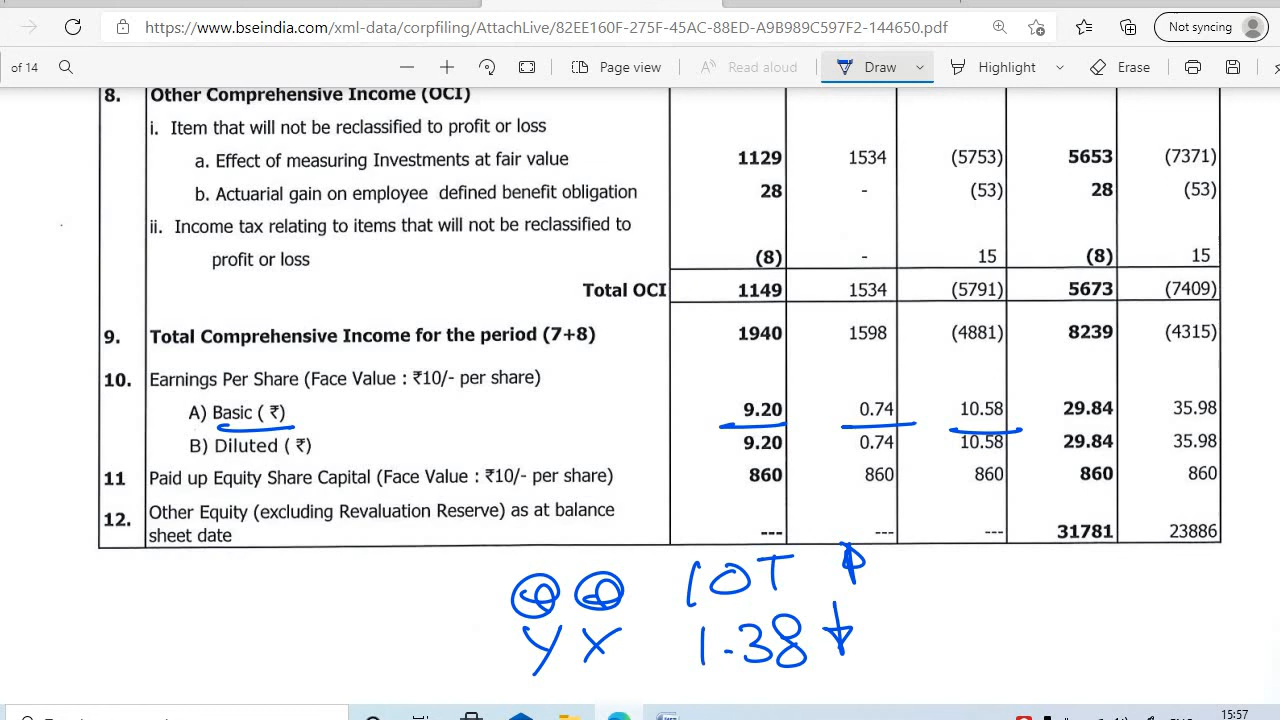 https://www.bseindia.com/xml-data/corpfiling/AttachLive/82EE160F-275F-45AC-88ED-A9B989C597F2-144650.pdf
Not syncing
of 14
Page view
Read aloud
Draw
Highlight
Erase
8. Other Comprehensive Income (OCI)
i. Item that will not be reclassified to profit or loss
a. Effect of measuring Investments at fair value 1129 1534 (5753) 5653 (7371)
b. Actuarial gain on employee defined benefit obligation 28 - (53) 28 (53)
ii. Income tax relating to items that will not be reclassified to
profit or loss (8) - 15 (8) 15
Total OCI 1149 1534 (5791) 5673 (7409)
9. Total Comprehensive Income for the period (7+8) 1940 1598 (4881) 8239 (4315)
10. Earnings Per Share (Face Value : ₹10/- per share)
A) Basic ( ₹) 9.20 0.74 10.58 29.84 35.98
B) Diluted ( ₹) 9.20 0.74 10.58 29.84 35.98
11 Paid up Equity Share Capital (Face Value : ₹10/- per share) 860 860 860 860 860
12. Other Equity (excluding Revaluation Reserve) as at balance
sheet date --- --- --- 31781 23886
1.38
15:57